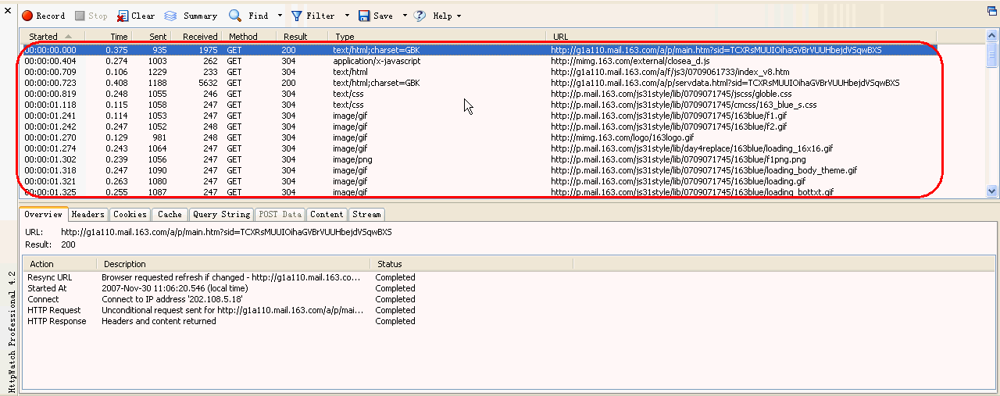 Record Stop Clear Summary Find Filter Save Help
Started Time Sent Received Method Result Type URL
00:00:00.000 0.375 935 1975 GET 200 text/html;charset=GBK http://g1a110.mail.163.com/a/p/main.htm?sid=TCXRsMUUIOihaGVBrVUUHbejdVSqwBXS
00:00:00.404 0.274 1003 262 GET 304 application/x-javascript http://mimg.163.com/external/closea_d.js
00:00:00.709 0.106 1229 233 GET 304 text/html http://g1a110.mail.163.com/a/f/js3/0709061733/index_v8.htm
00:00:00.723 0.408 1188 5632 GET 200 text/html;charset=GBK http://g1a110.mail.163.com/a/p/servdata.html?sid=TCXRsMUUIOihaGVBrVUUHbejdVSqwBXS
00:00:00.819 0.248 1055 246 GET 304 text/css http://p.mail.163.com/js31style/lib/0709071745/jscss/globle.css
00:00:01.118 0.115 1058 247 GET 304 text/css http://p.mail.163.com/js31style/lib/0709071745/cmcss/163_blue_s.css
00:00:01.241 0.114 1053 247 GET 304 image/gif http://p.mail.163.com/js31style/lib/0709071745/163blue/f1.gif
00:00:01.242 0.247 1052 248 GET 304 image/gif http://p.mail.163.com/js31style/lib/0709071745/163blue/f2.gif
00:00:01.270 0.129 981 248 GET 304 image/gif http://mimg.163.com/logo/163logo.gif
00:00:01.274 0.243 1064 247 GET 304 image/gif http://p.mail.163.com/js31style/lib/day4replace/163blue/loading_16x16.gif
00:00:01.302 0.239 1056 247 GET 304 image/png http://p.mail.163.com/js31style/lib/0709071745/163blue/f1png.png
00:00:01.318 0.247 1090 247 GET 304 image/gif http://p.mail.163.com/js31style/lib/0709071745/163blue/loading_body_theme.gif
00:00:01.321 0.263 1080 247 GET 304 image/gif http://p.mail.163.com/js31style/lib/0709071745/163blue/loading.gif
00:00:01.325 0.255 1087 247 GET 304 image/gif http://p.mail.163.com/js31style/lib/0709071745/163blue/loading_bottxt.gif
Overview Headers Cookies Cache Query String POST Data Content Stream
URL: http://g1a110.mail.163.com/a/p/main.htm?sid=TCXRsMUUIOihaGVBrVUUHbejdVSqwBXS
Result: 200
Action Description Status
Resync URL Browser requested refresh if changed - http://g1a110.mail.163.co... Completed
Started At 2007-Nov-30 11:06:20.546 (local time) Completed
Connect Connect to IP address '202.108.5.18' Completed
HTTP Request Unconditional request sent for http://g1a110.mail.163.com/a/p/mai... Completed
HTTP Response Headers and content returned Completed
HttpWatch Professional 4.2